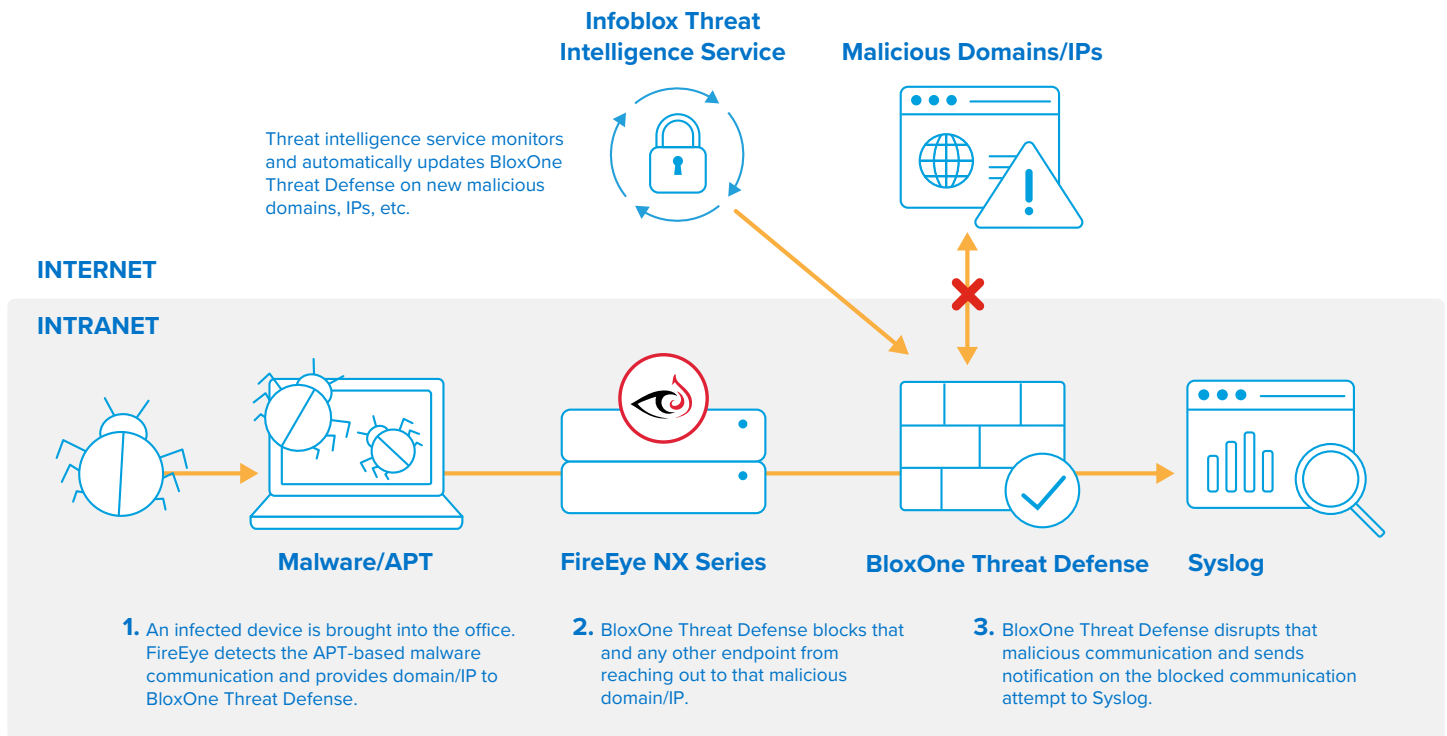 Infoblox Threat
Intelligence Service
Malicious Domains/IPs
Threat intelligence service monitors
and automatically updates BloxOne
Threat Defense on new malicious
domains, IPs, etc.
INTERNET
INTRANET
Malware/APT
FireEye NX Series
BloxOne Threat Defense
Syslog
1. An infected device is brought into the office.
FireEye detects the APT-based malware
communication and provides domain/IP to
BloxOne Threat Defense.
2. BloxOne Threat Defense blocks that
and any other endpoint from
reaching out to that malicious
domain/IP.
3. BloxOne Threat Defense disrupts that
malicious communication and sends
notification on the blocked communication
attempt to Syslog.